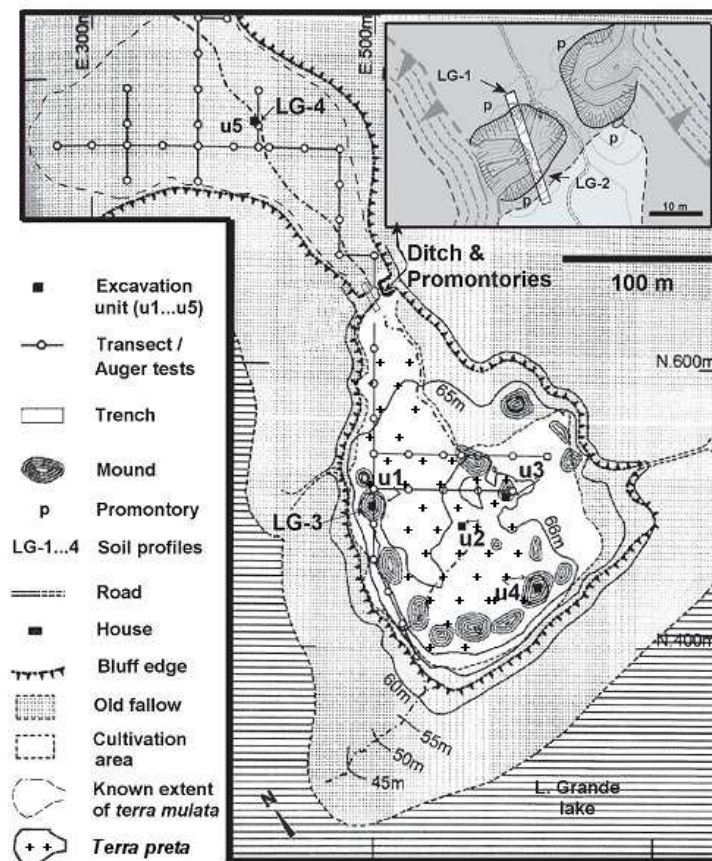 E.300m
E.500m
LG-4
u5
LG-1
p
p
p
p
LG-2
10 m
Ditch &
Promontories
100 m
N.600m
65m
u1
u3
LG-3
u2
66m
u4
N.400m
60m
55m
50m
45m
N
L. Grande
lake
Excavation
unit (u1...u5)
Transect /
Auger tests
Trench
Mound
p Promontory
LG-1...4 Soil profiles
Road
House
Bluff edge
Old fallow
Cultivation
area
Known extent
of terra mulata
Terra preta